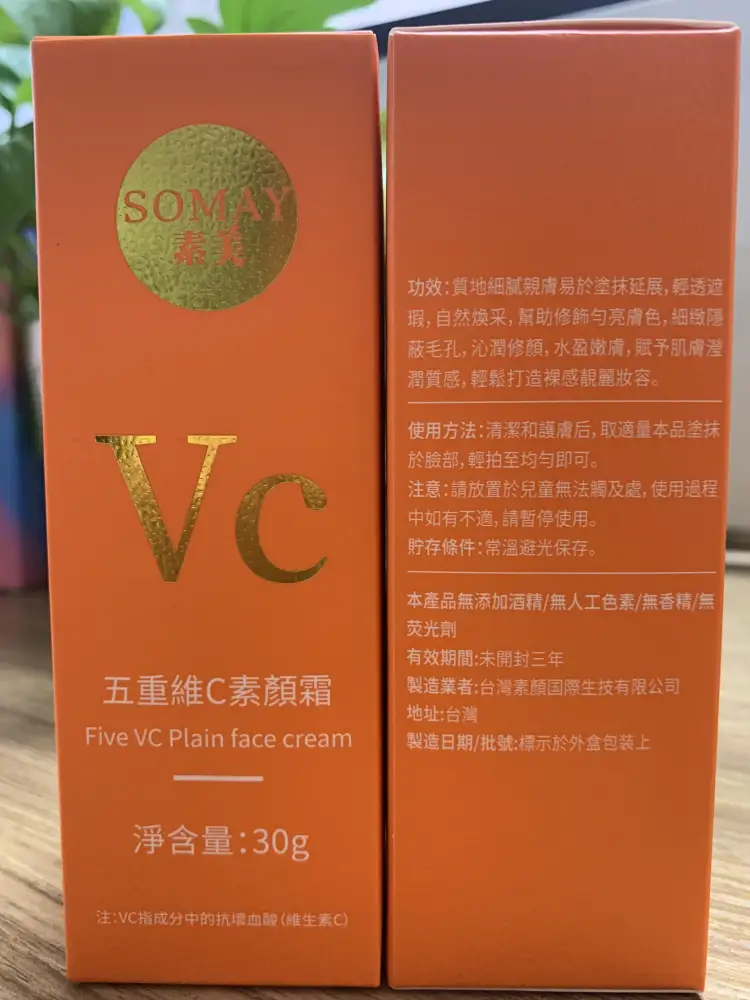 SOMAY
素美
Vc
五重維C素顏霜
Five VC Plain face cream
淨含量:30g
注:VC指成分中的抗壞血酸(維生素C)
功效:質地細膩親膚易於塗抹延展,輕透遮
瑕,自然煥采,幫助修飾勻亮膚色,細緻隱
蔽毛孔,沁潤修顏,水盈嫩膚,賦予肌膚瀅
潤質感,輕鬆打造裸感靚麗妝容。
使用方法:清潔和護膚后,取適量本品塗抹
於臉部,輕拍至均勻即可。
注意:請放置於兒童無法觸及處,使用過程
中如有不適,請暫停使用。
貯存條件:常溫避光保存。
本產品無添加酒精/無人工色素/無香精/無
荧光劑
有效期間:未開封三年
製造業者:台灣素顏国際生技有限公司
地址:台灣
製造日期/批號:標示於外盒包裝上